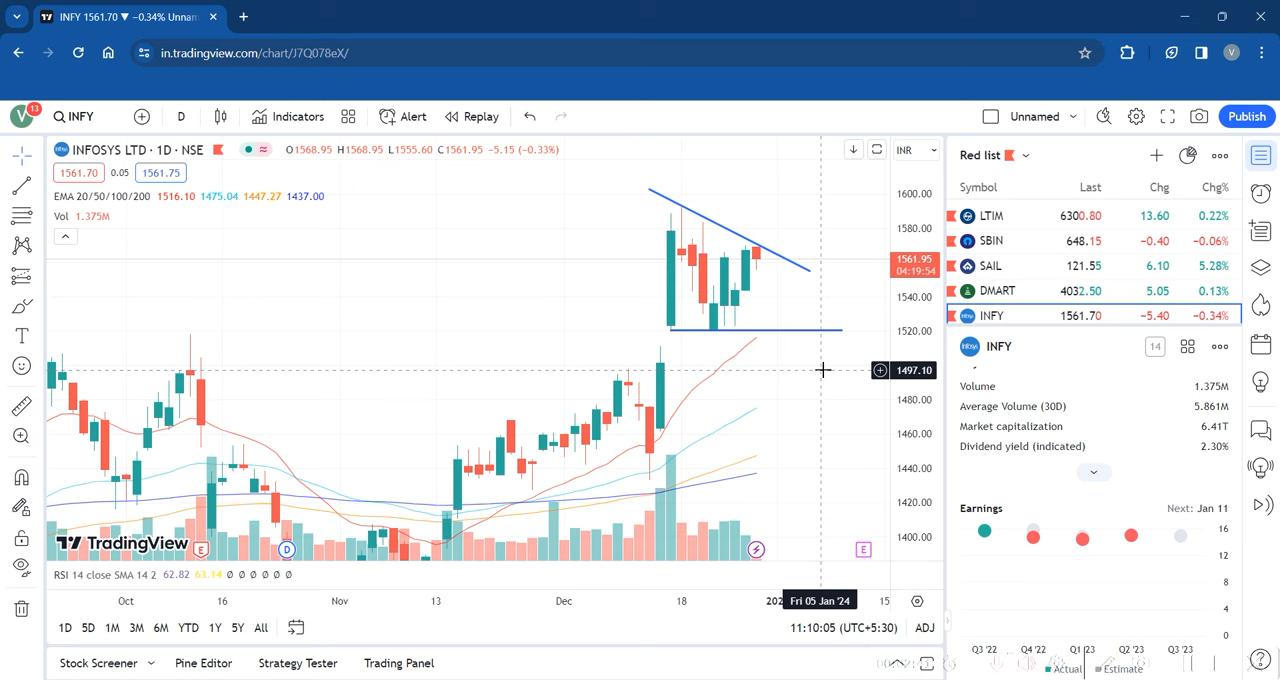 INFY 1561.70 ▼ −0.34% Unnam
in.tradingview.com/chart/J7Q078eX/
V
V 13 INFY D Indicators Alert Replay Unnamed Publish
INFOSYS LTD · 1D · NSE O1568.95 H1568.95 L1555.60 C1561.95 −5.15 (−0.33%) INR
1561.70 0.05 1561.75
EMA 20/50/100/200 1516.10 1475.04 1447.27 1437.00
Vol 1.375M
1600.00
1580.00
1561.95
04:19:54
1540.00
1520.00
1497.10
1480.00
1460.00
1440.00
1420.00
1400.00
TradingView
E D E
RSI 14 close SMA 14 2 62.82 63.14 Ø Ø Ø Ø Ø Ø
Oct 16 Nov 13 Dec 18 202 Fri 05 Jan '24 15
1D 5D 1M 3M 6M YTD 1Y 5Y All 11:10:05 (UTC+5:30) ADJ
Stock Screener Pine Editor Strategy Tester Trading Panel
Red list
Symbol Last Chg Chg%
LTIM 6300.80 13.60 0.22%
SBIN 648.15 −0.40 −0.06%
SAIL 121.55 6.10 5.28%
DMART 4032.50 5.05 0.13%
INFY 1561.70 −5.40 −0.34%
INFY 14
Volume 1.375M
Average Volume (30D) 5.861M
Market capitalization 6.41T
Dividend yield (indicated) 2.30%
Earnings Next: Jan 11
16
12
8
4
0
Q3 '22 Q4 '22 Q1 '23 Q2 '23 Q3 '23
Actual Estimate